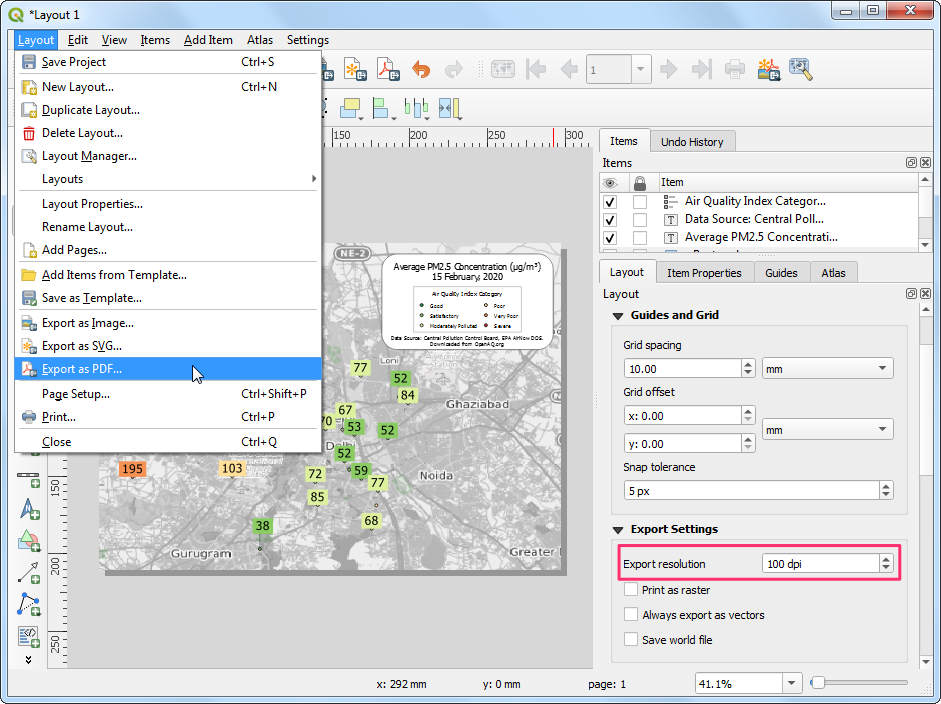 *Layout 1
Layout Edit View Items Add Item Atlas Settings
Save Project Ctrl+S
New Layout... Ctrl+N
Duplicate Layout...
Delete Layout...
Layout Manager...
Layouts
Layout Properties...
Rename Layout...
Add Pages...
Add Items from Template...
Save as Template...
Export as Image...
Export as SVG...
Export as PDF...
Page Setup... Ctrl+Shift+P
Print... Ctrl+P
Close Ctrl+Q
1
150 200 250 300
150
200
250
NE-2
Average PM2.5 Concentration (µg/m³)
15 February, 2020
Air Quality Index Category
Good Poor
Satisfactory Very Poor
Moderately Polluted Severe
Data Source: Central Pollution Control Board, EPA AirNow DOS.
Downloaded from OpenAQ.org
Loni
77
52
84
Ghaziabad
67
70
53
52
Delhi
52
195
103
72
59
77
Noida
85
38
68
Gurugram
Greater
Items Undo History
Items
Item
Air Quality Index Categor...
Data Source: Central Poll...
Average PM2.5 Concentrati...
Layout Item Properties Guides Atlas
Layout
Guides and Grid
Grid spacing
10.00 mm
Grid offset
x: 0.00
mm
y: 0.00
Snap tolerance
5 px
Export Settings
Export resolution 100 dpi
Print as raster
Always export as vectors
Save world file
x: 292 mm y: 0 mm page: 1 41.1%